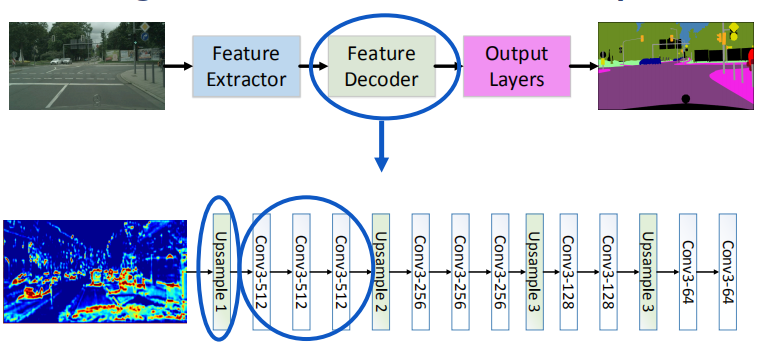 Feature
Extractor
Feature
Decoder
Output
Layers
Upsample 1
Conv3-512
Conv3-512
Conv3-512
Upsample 2
Conv3-256
Conv3-256
Conv3-256
Upsample 3
Conv3-128
Conv3-128
Upsample 3
Conv3-64
Conv3-64